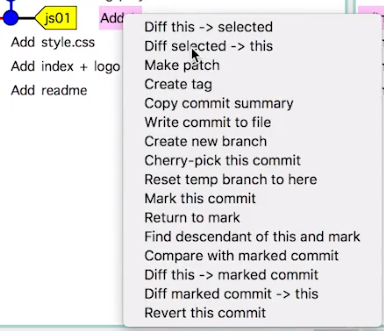 js01
Add
Add style.css
Add index + logo
Add readme
Diff this -> selected
Diff selected -> this
Make patch
Create tag
Copy commit summary
Write commit to file
Create new branch
Cherry-pick this commit
Reset temp branch to here
Mark this commit
Return to mark
Find descendant of this and mark
Compare with marked commit
Diff this -> marked commit
Diff marked commit -> this
Revert this commit